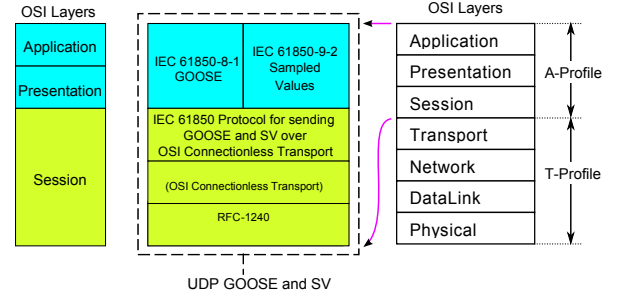 OSI Layers
Application
Presentation
Session
IEC 61850-8-1
GOOSE
IEC 61850-9-2
Sampled
Values
IEC 61850 Protocol for sending
GOOSE and SV over
OSI Connectionless Transport
(OSI Connectionless Transport)
RFC-1240
UDP GOOSE and SV
OSI Layers
Application
Presentation
Session
Transport
Network
DataLink
Physical
A-Profile
T-Profile